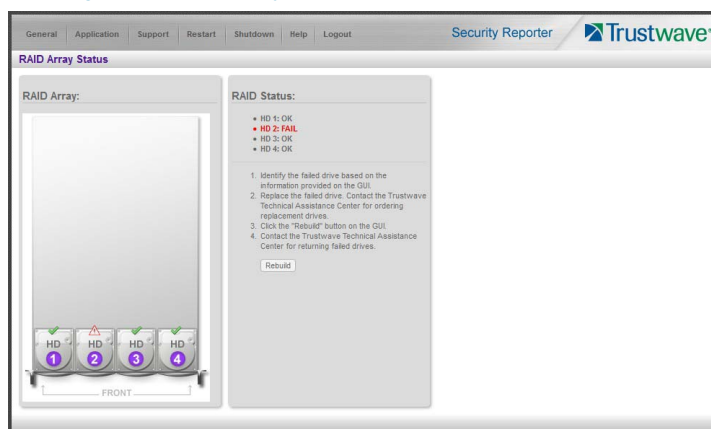 General Application Support Restart Shutdown Help Logout Security Reporter Trustwave
RAID Array Status
RAID Array:
RAID Status:
HD 1: OK
HD 2: FAIL
HD 3: OK
HD 4: OK
1. Identify the failed drive based on the
information provided on the GUI.
2. Replace the failed drive. Contact the Trustwave
Technical Assistance Center for ordering
replacement drives.
3. Click the "Rebuild" button on the GUI.
4. Contact the Trustwave Technical Assistance
Center for returning failed drives.
Rebuild
HD HD HD HD
1 2 3 4
FRONT